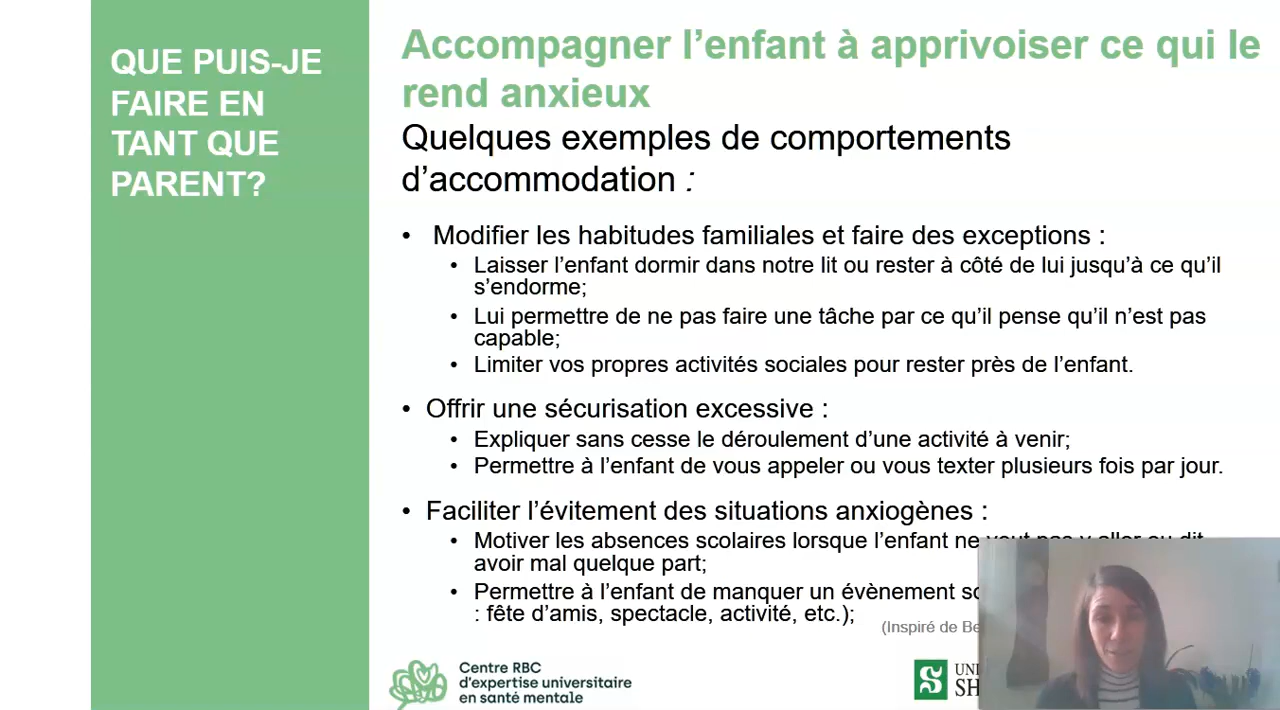 QUE PUIS-JE
FAIRE EN
TANT QUE
PARENT?
Accompagner l’enfant à apprivoiser ce qui le
rend anxieux
Quelques exemples de comportements
d’accommodation :
• Modifier les habitudes familiales et faire des exceptions :
• Laisser l’enfant dormir dans notre lit ou rester à côté de lui jusqu’à ce qu’il
s’endorme;
• Lui permettre de ne pas faire une tâche par ce qu’il pense qu’il n’est pas
capable;
• Limiter vos propres activités sociales pour rester près de l’enfant.
• Offrir une sécurisation excessive :
• Expliquer sans cesse le déroulement d’une activité à venir;
• Permettre à l’enfant de vous appeler ou vous texter plusieurs fois par jour.
• Faciliter l’évitement des situations anxiogènes :
• Motiver les absences scolaires lorsque l’enfant ne veut pas y aller ou dit
avoir mal quelque part;
• Permettre à l’enfant de manquer un évènement
: fête d’amis, spectacle, activité, etc.);
(Inspiré de
Centre RBC
d’expertise universitaire
en santé mentale